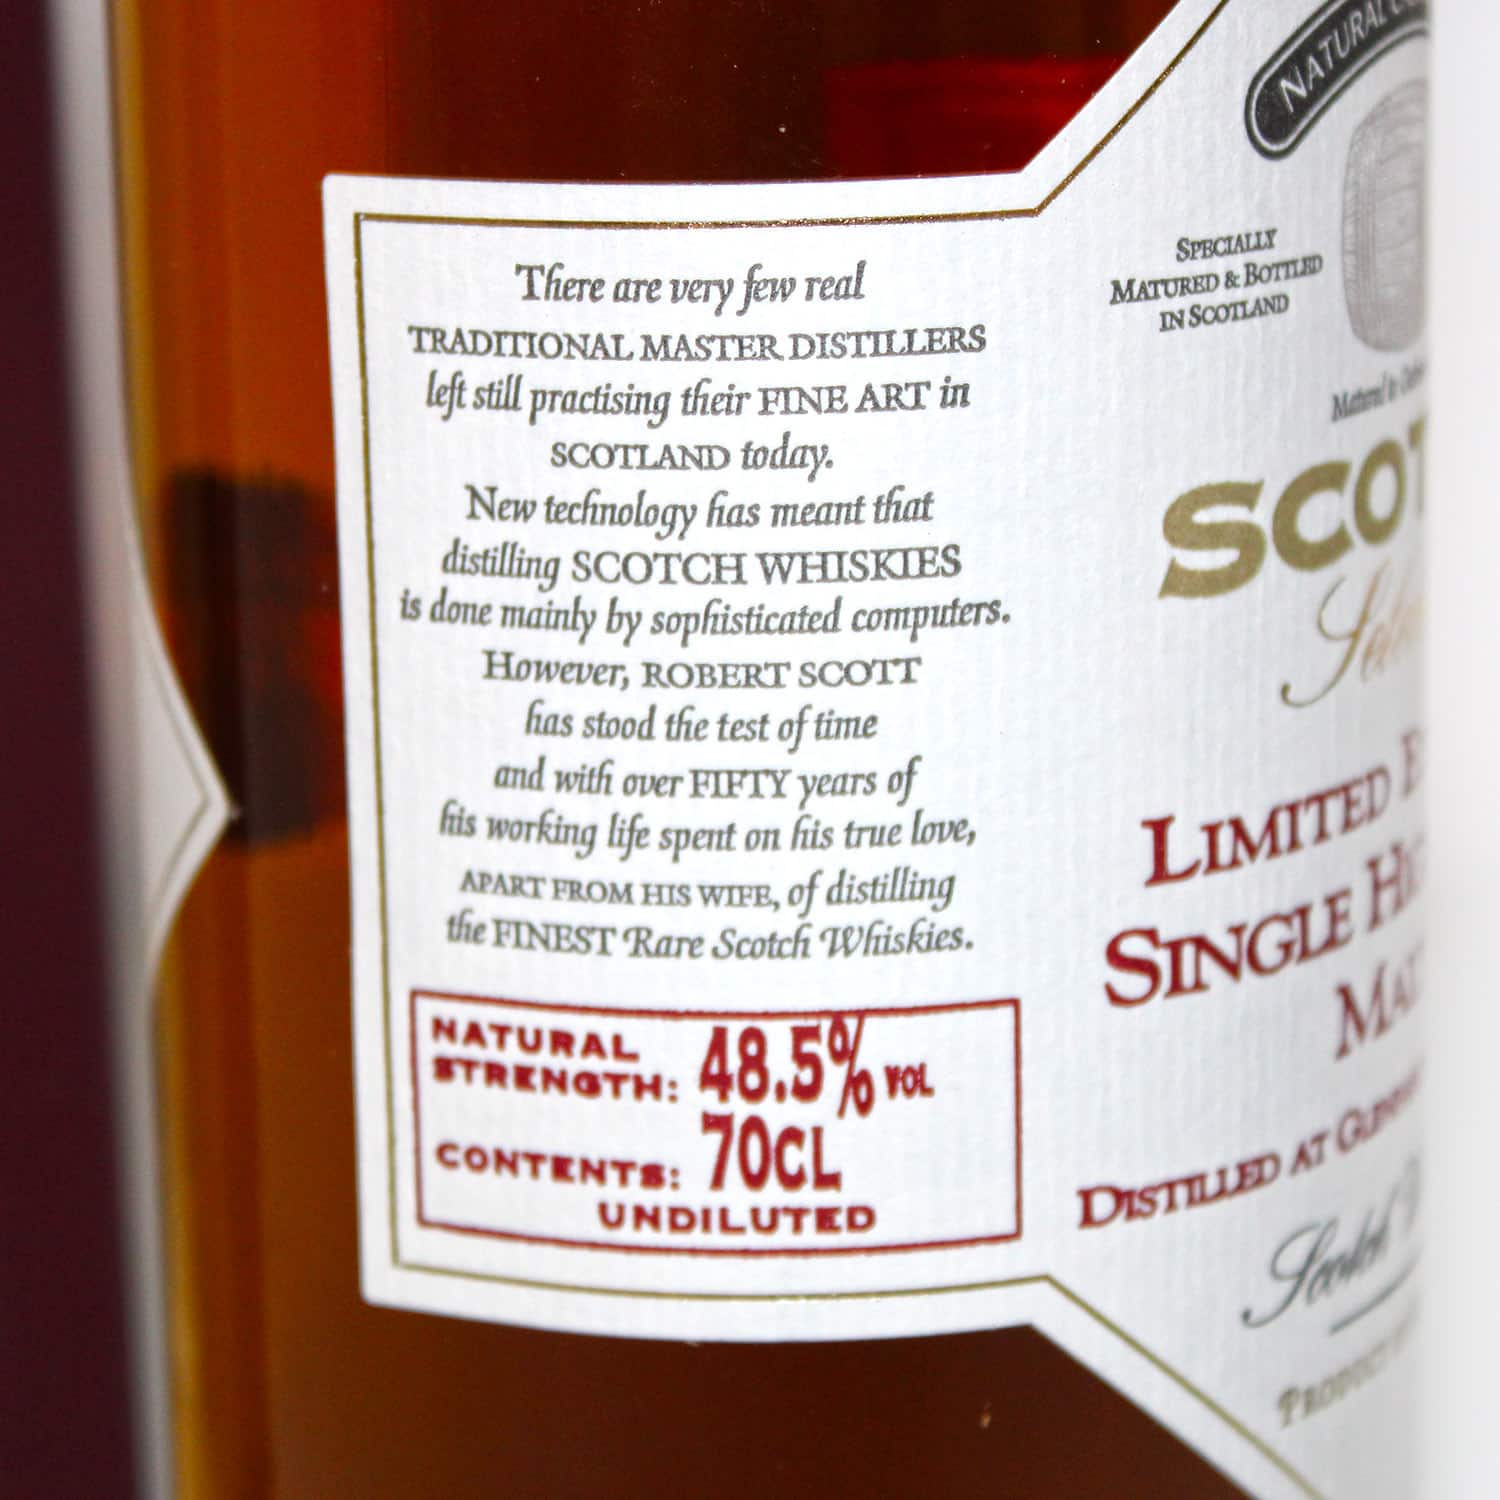 There are very few real
TRADITIONAL MASTER DISTILLERS
left still practising their FINE ART in
SCOTLAND today.
New technology has meant that
distilling SCOTCH WHISKIES
is done mainly by sophisticated computers.
However, ROBERT SCOTT
has stood the test of time
and with over FIFTY years of
his working life spent on his true love,
APART FROM HIS WIFE, of distilling
the FINEST Rare Scotch Whiskies.
NATURAL
STRENGTH: 48.5% VOL
CONTENTS: 70CL
UNDILUTED
NATURAL
SPECIALLY
MATURED & BOTTLED
IN SCOTLAND
LIMITED
SINGLE
DISTILLED AT
Scotch